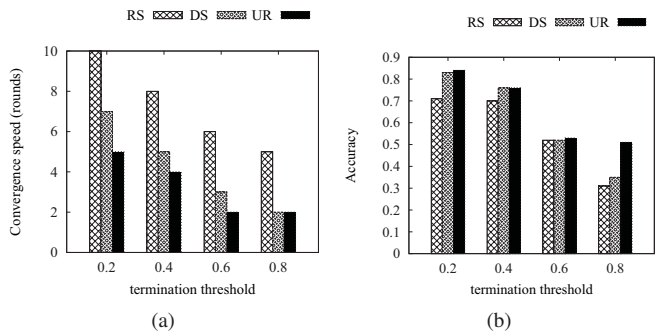 RS DS UR
10
8
6
4
2
0
Convergence speed (rounds)
0.2 0.4 0.6 0.8
termination threshold
(a)
RS DS UR
0.9
0.8
0.7
0.6
0.5
0.4
0.3
0.2
0.1
0
Accuracy
0.2 0.4 0.6 0.8
termination threshold
(b)